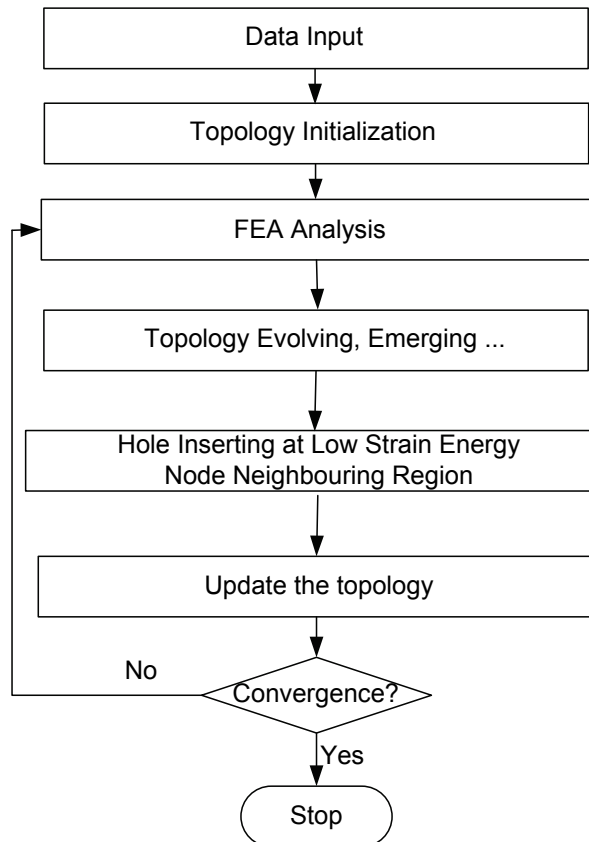 Data Input
Topology Initialization
FEA Analysis
Topology Evolving, Emerging ...
Hole Inserting at Low Strain Energy
Node Neighbouring Region
Update the topology
No
Convergence?
Yes
Stop